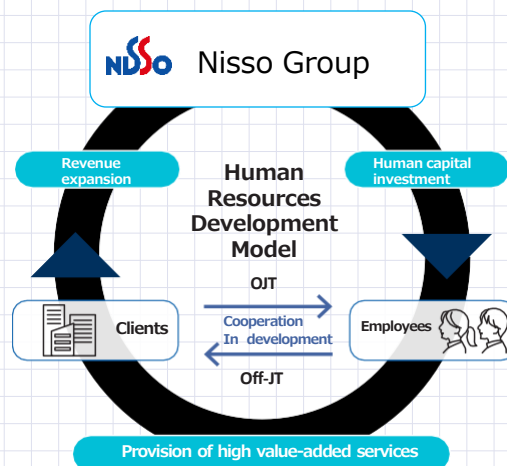 NISSO Nisso Group
Revenue
expansion
Human capital
investment
Human
Resources
Development
Model
OJT
Clients
Cooperation
In development
Employees
Off-JT
Provision of high value-added services